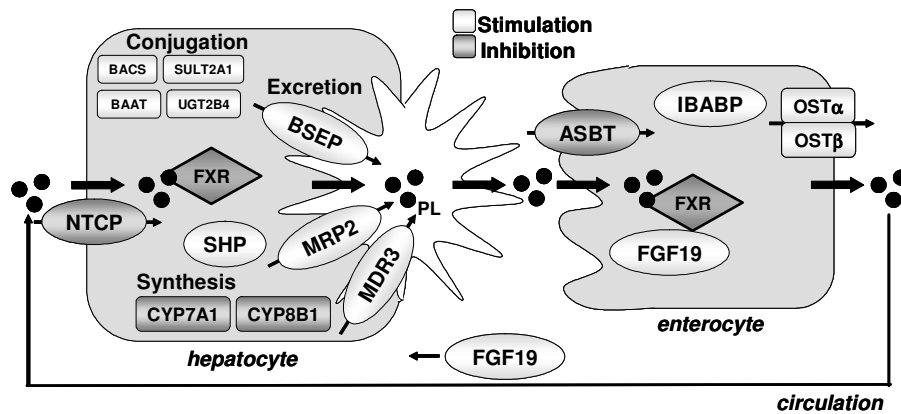 Stimulation
Inhibition
Conjugation
BACS
SULT2A1
BAAT
UGT2B4
Excretion
BSEP
FXR
NTCP
SHP
MRP2
MDR3
PL
Synthesis
CYP7A1
CYP8B1
hepatocyte
ASBT
IBABP
OSTα
OSTβ
FXR
FGF19
enterocyte
FGF19
circulation